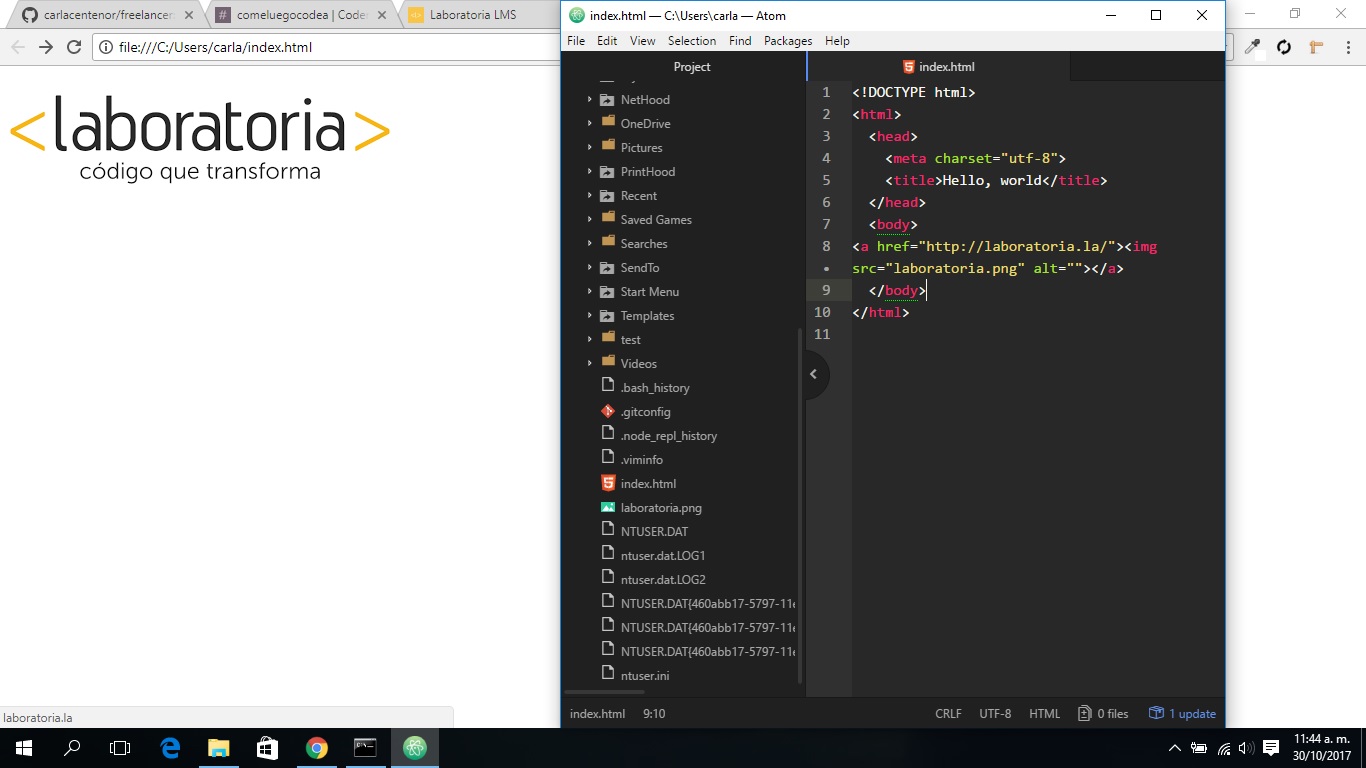 carlacentenor/freelancer
comeluegocodea | Code
Laboratoria LMS
file:///C:/Users/carla/index.html
<laboratoria>
código que transforma
laboratoria.la
index.html — C:\Users\carla — Atom
File Edit View Selection Find Packages Help
Project
NetHood
OneDrive
Pictures
PrintHood
Recent
Saved Games
Searches
SendTo
Start Menu
Templates
test
Videos
.bash_history
.gitconfig
.node_repl_history
.viminfo
index.html
laboratoria.png
NTUSER.DAT
ntuser.dat.LOG1
ntuser.dat.LOG2
NTUSER.DAT{460abb17-5797-11e
NTUSER.DAT{460abb17-5797-11e
NTUSER.DAT{460abb17-5797-11e
ntuser.ini
index.html
1 <!DOCTYPE html>
2 <html>
3 <head>
4 <meta charset="utf-8">
5 <title>Hello, world</title>
6 </head>
7 <body>
8 <a href="http://laboratoria.la/"><img
• src="laboratoria.png" alt=""></a>
9 </body>
10 </html>
11
index.html 9:10 CRLF UTF-8 HTML 0 files 1 update
11:44 a. m.
30/10/2017